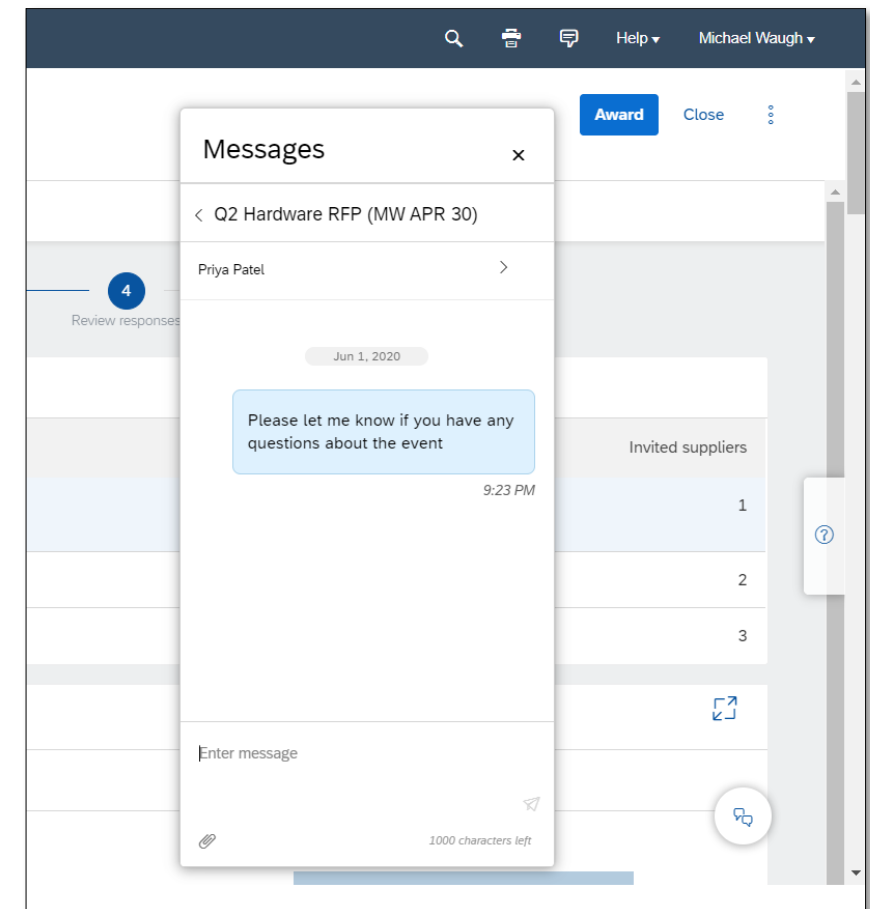 Help
Michael Waugh
Award
Close
Messages
Q2 Hardware RFP (MW APR 30)
Priya Patel
4
Review responses
Jun 1, 2020
Please let me know if you have any
questions about the event
9:23 PM
Invited suppliers
1
2
3
Enter message
1000 characters left